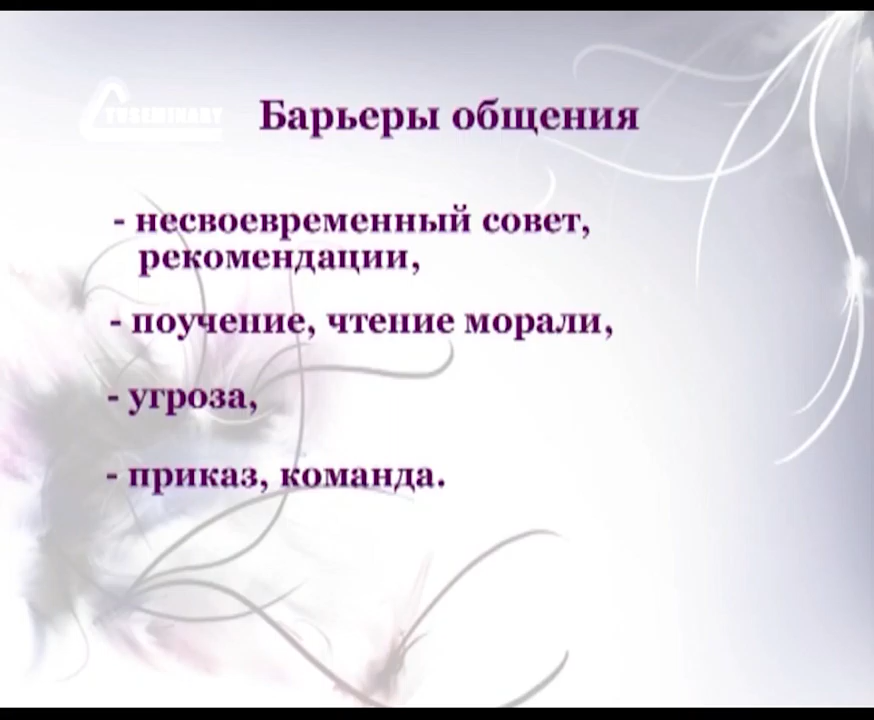 Барьеры общения
- несвоевременный совет,
рекомендации,
- поучение, чтение морали,
- угроза,
- приказ, команда.